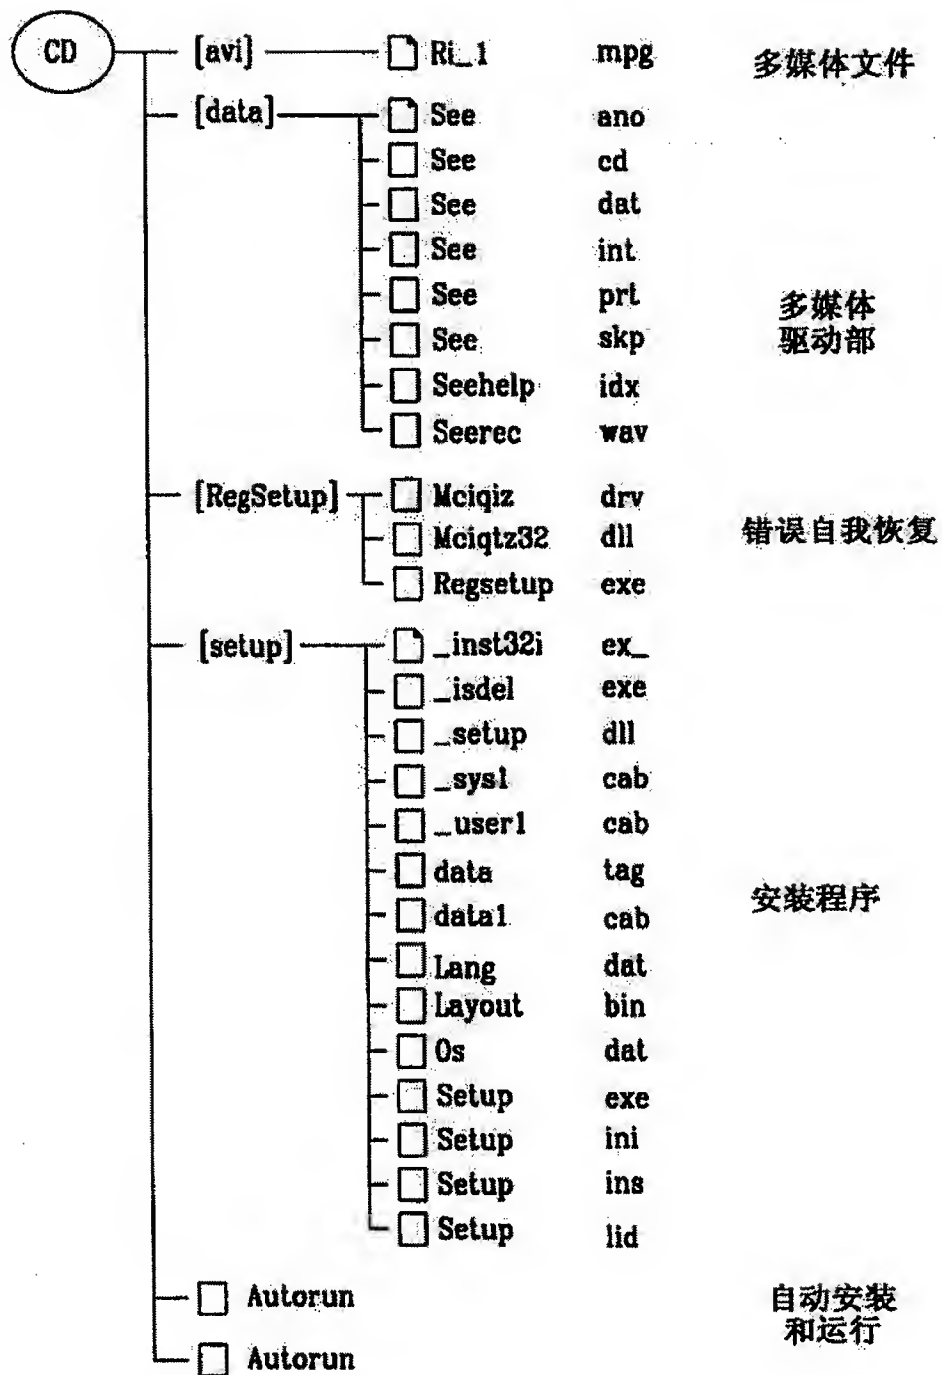 CD [avi] Ri_1 mpg 多媒体文件
[data] See ano
See cd
See dat
See int
See prt 多媒体
See skp 驱动部
Seehelp idx
Seerec wav
[RegSetup] Mciqiz drv
Mciqtz32 dll 错误自我恢复
Regsetup exe
[setup] _inst32i ex_
_isdel exe
_setup dll
_sys1 cab
_user1 cab
data tag
data1 cab 安装程序
Lang dat
Layout bin
Os dat
Setup exe
Setup ini
Setup ins
Setup lid
Autorun 自动安装
和运行
Autorun